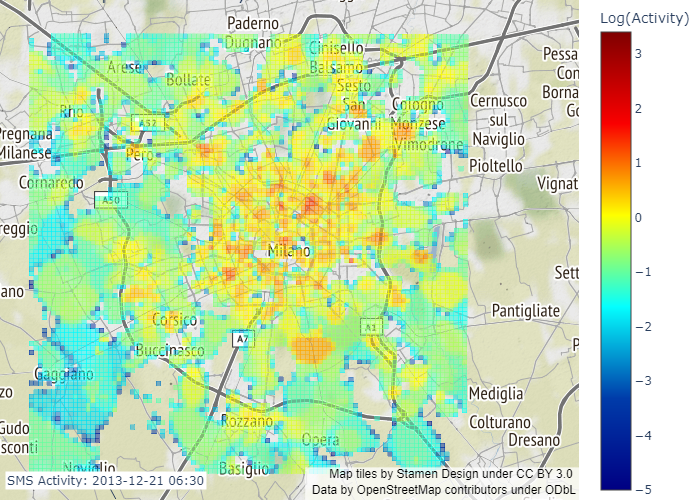 Log(Activity)
Paderno
Dugnano
Cinisello
Balsamo
Arese
Bollate
Sesto
San
Giovanni
Cologno
Monzese
Vimodrone
Cernusco
sul
Naviglio
Pioltello
Pessa
Con
Borna
Go
Rho
A52
Pero
Pregnana
Milanese
Cornaredo
A50
Vignat
reggio
Milano
Sett
ano
Pantigliate
Corsico
A1
A7
Buccinasco
P
Gaggiano
zo
Mediglia
Rozzano
Colturano
Dresano
Gudo
sconti
Opera
Noviglio
Basiglio
3
2
1
0
−1
−2
−3
−4
−5
SMS Activity: 2013-12-21 06:30
Map tiles by Stamen Design under CC BY 3.0
Data by OpenStreetMap contributors under ODbL